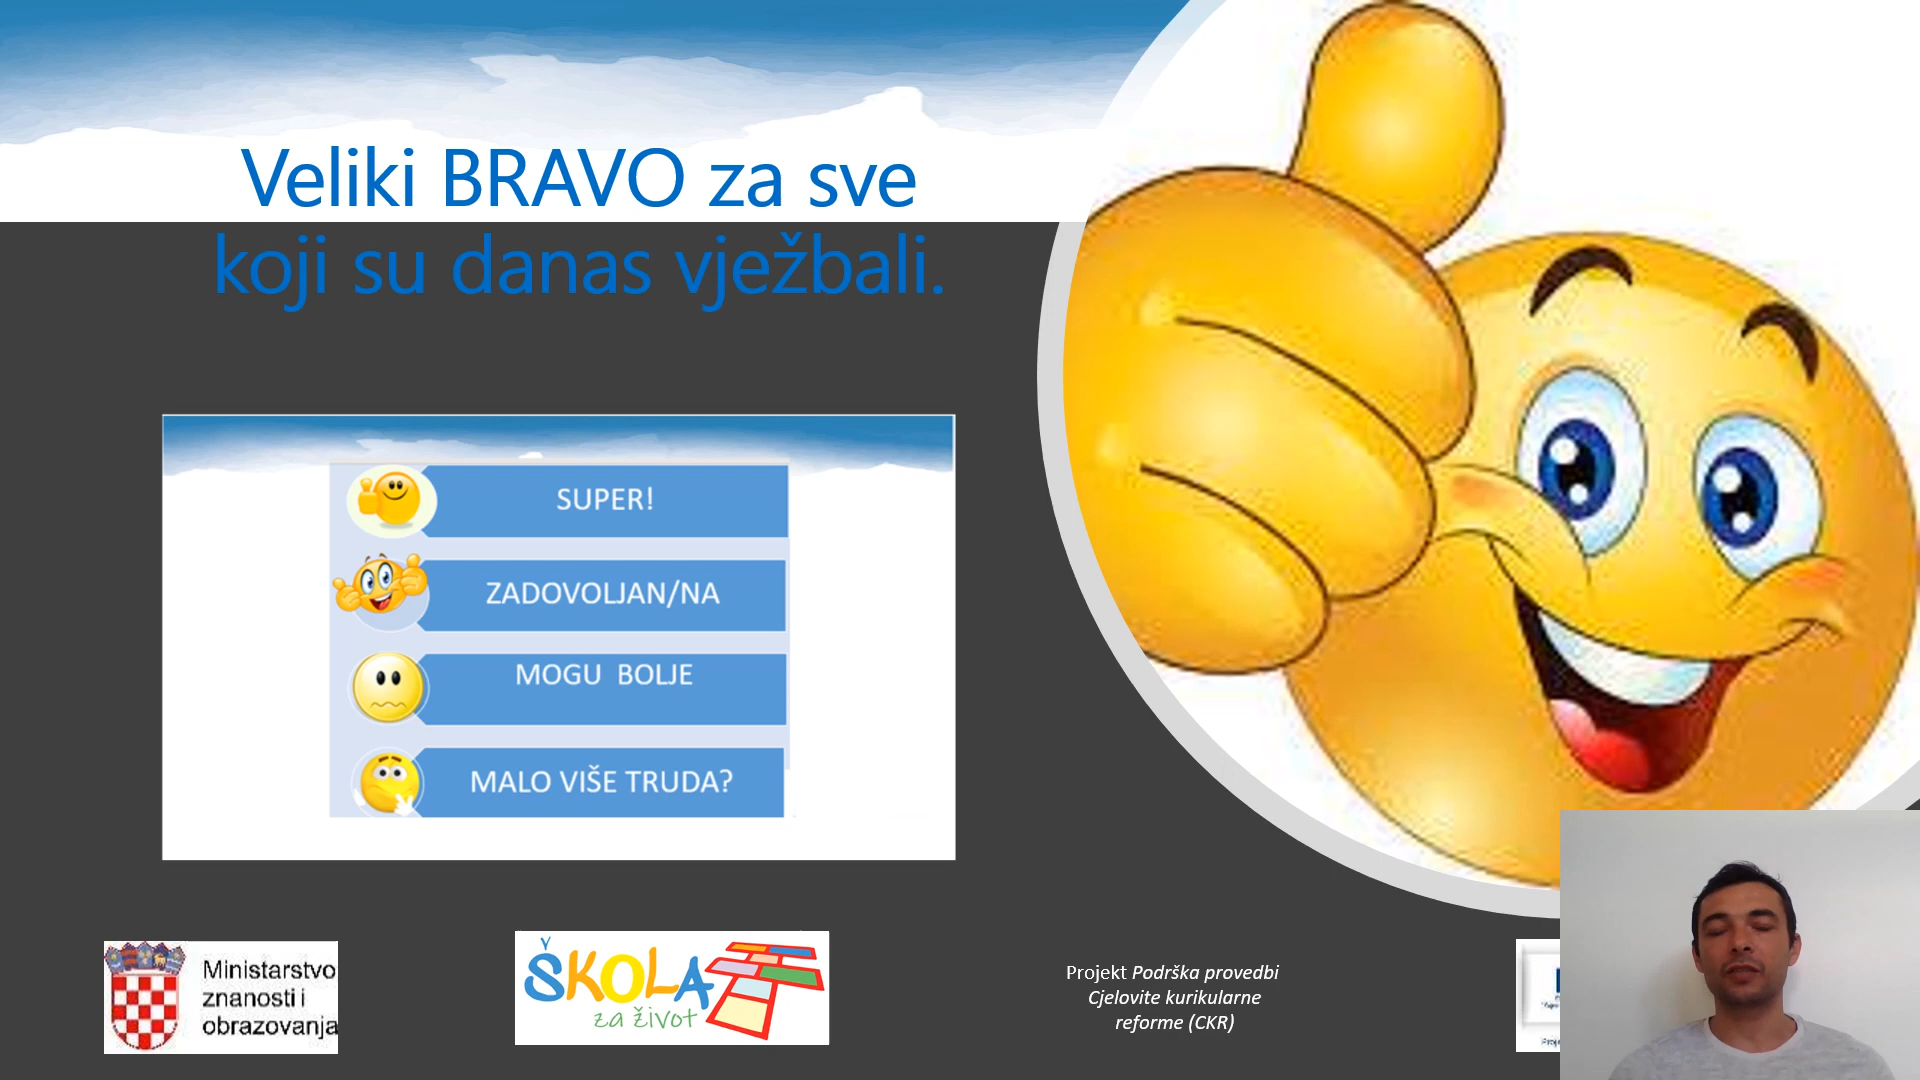 Veliki BRAVO za sve
koji su danas vježbali.
SUPER!
ZADOVOLJAN/NA
MOGU BOLJE
MALO VIŠE TRUDA?
Ministarstvo
znanosti i
obrazovanja
ŠKOLA
za život
Projekt Podrška provedbi
Cjelovite kurikularne
reforme (CKR)